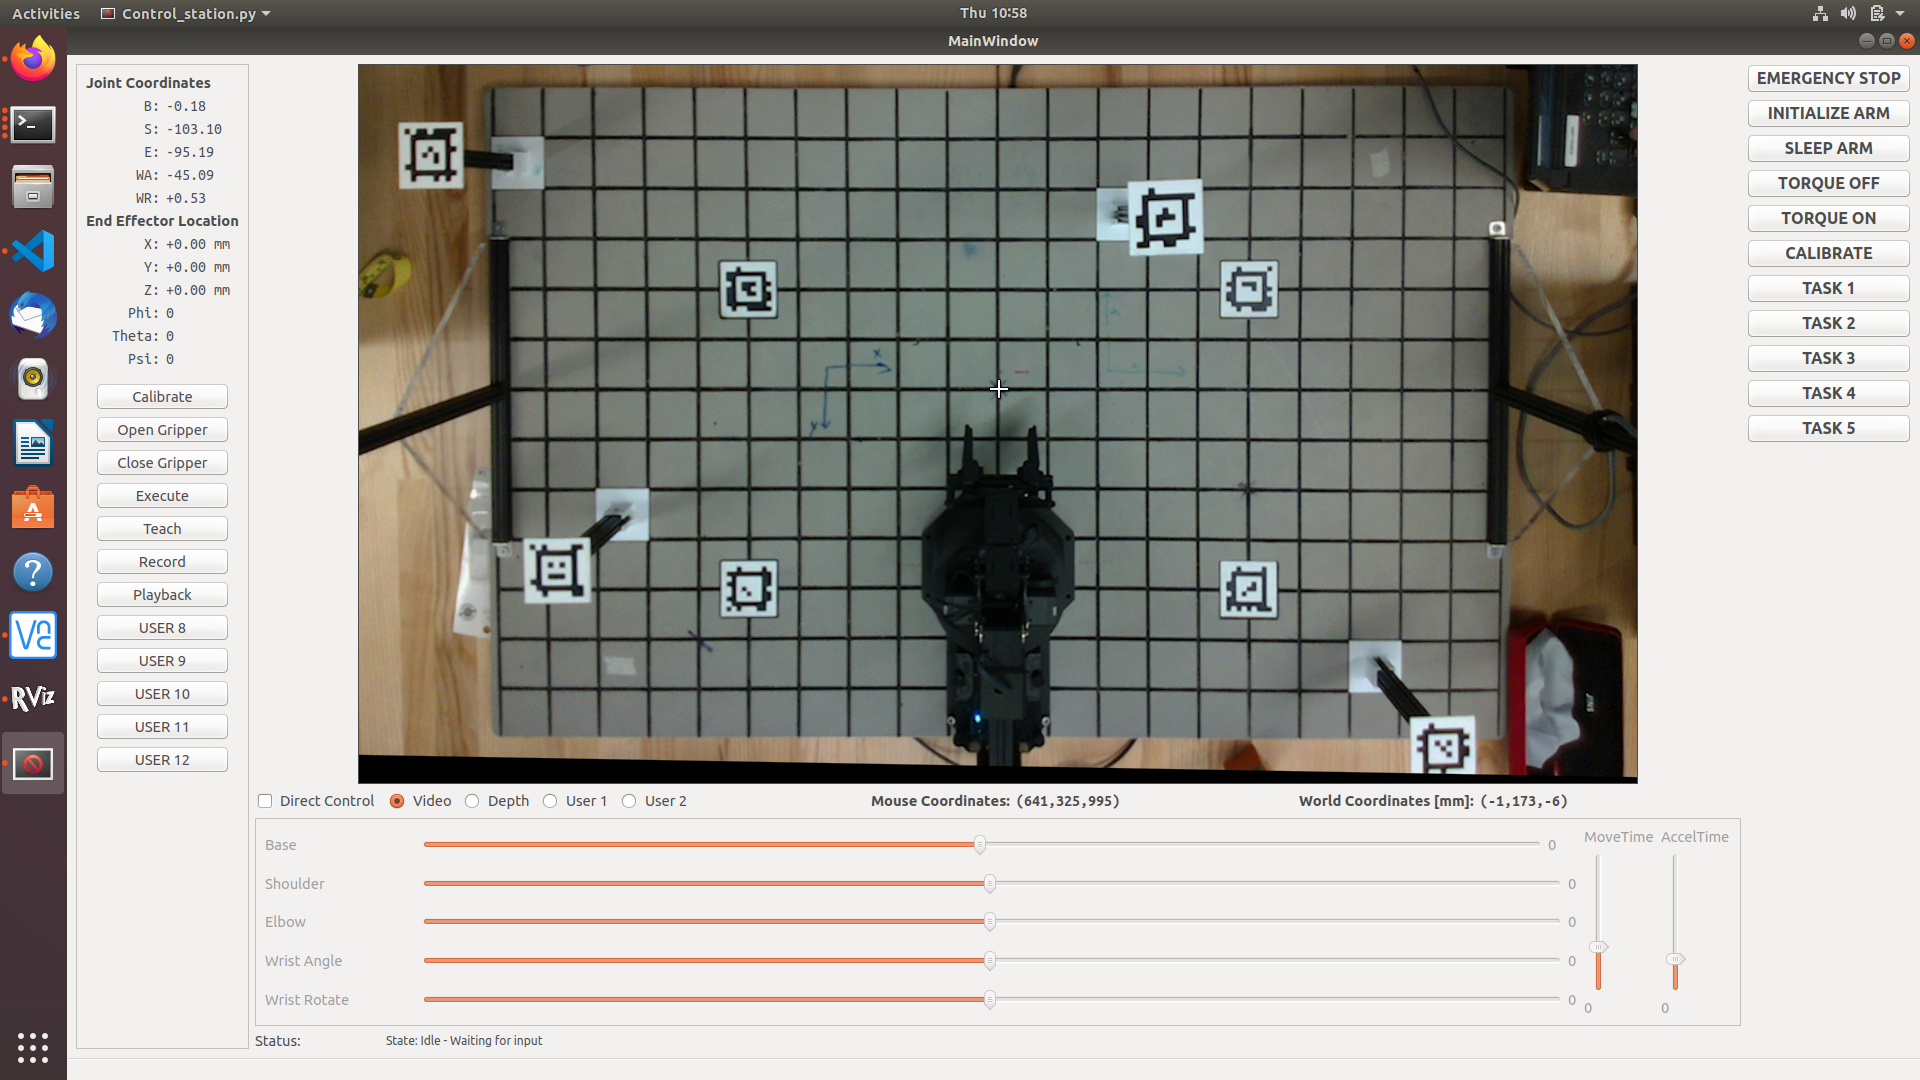 Activities Control_station.py Thu 10:58
MainWindow
Joint Coordinates
B: -0.18
S: -103.10
E: -95.19
WA: -45.09
WR: +0.53
End Effector Location
X: +0.00 mm
Y: +0.00 mm
Z: +0.00 mm
Phi: 0
Theta: 0
Psi: 0
Calibrate
Open Gripper
Close Gripper
Execute
Teach
Record
Playback
USER 8
USER 9
USER 10
USER 11
USER 12
x
y
EMERGENCY STOP
INITIALIZE ARM
SLEEP ARM
TORQUE OFF
TORQUE ON
CALIBRATE
TASK 1
TASK 2
TASK 3
TASK 4
TASK 5
Direct Control Video Depth User 1 User 2 Mouse Coordinates: (641,325,995) World Coordinates [mm]: (-1,173,-6)
Base 0
Shoulder 0
Elbow 0
Wrist Angle 0
Wrist Rotate 0
MoveTime AccelTime
0 0
Status: State: Idle - Waiting for input
>_
A
?
VNC
RViz